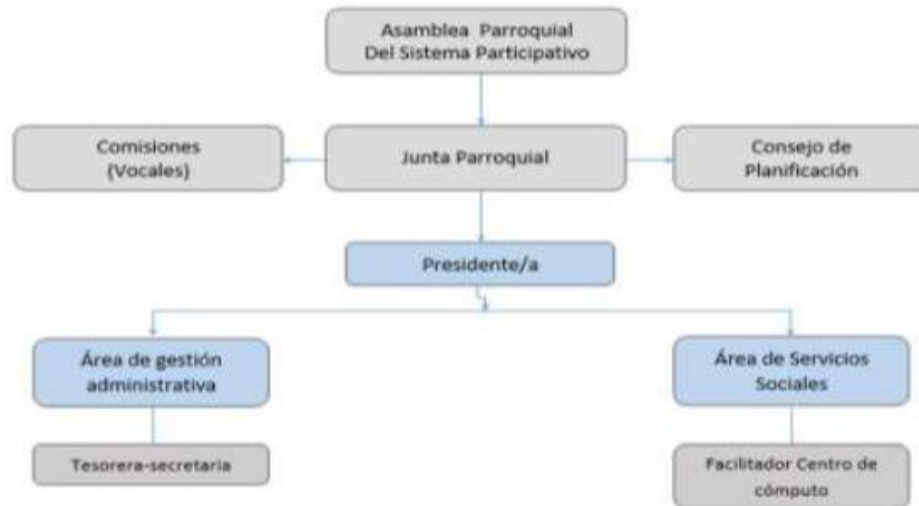 Asamblea Parroquial
Del Sistema Participativo
Comisiones
(Vocales)
Junta Parroquial
Consejo de
Planificación
Presidente/a
Área de gestión
administrativa
Área de Servicios
Sociales
Tesorera-secretaria
Facilitador Centro de
cómputo